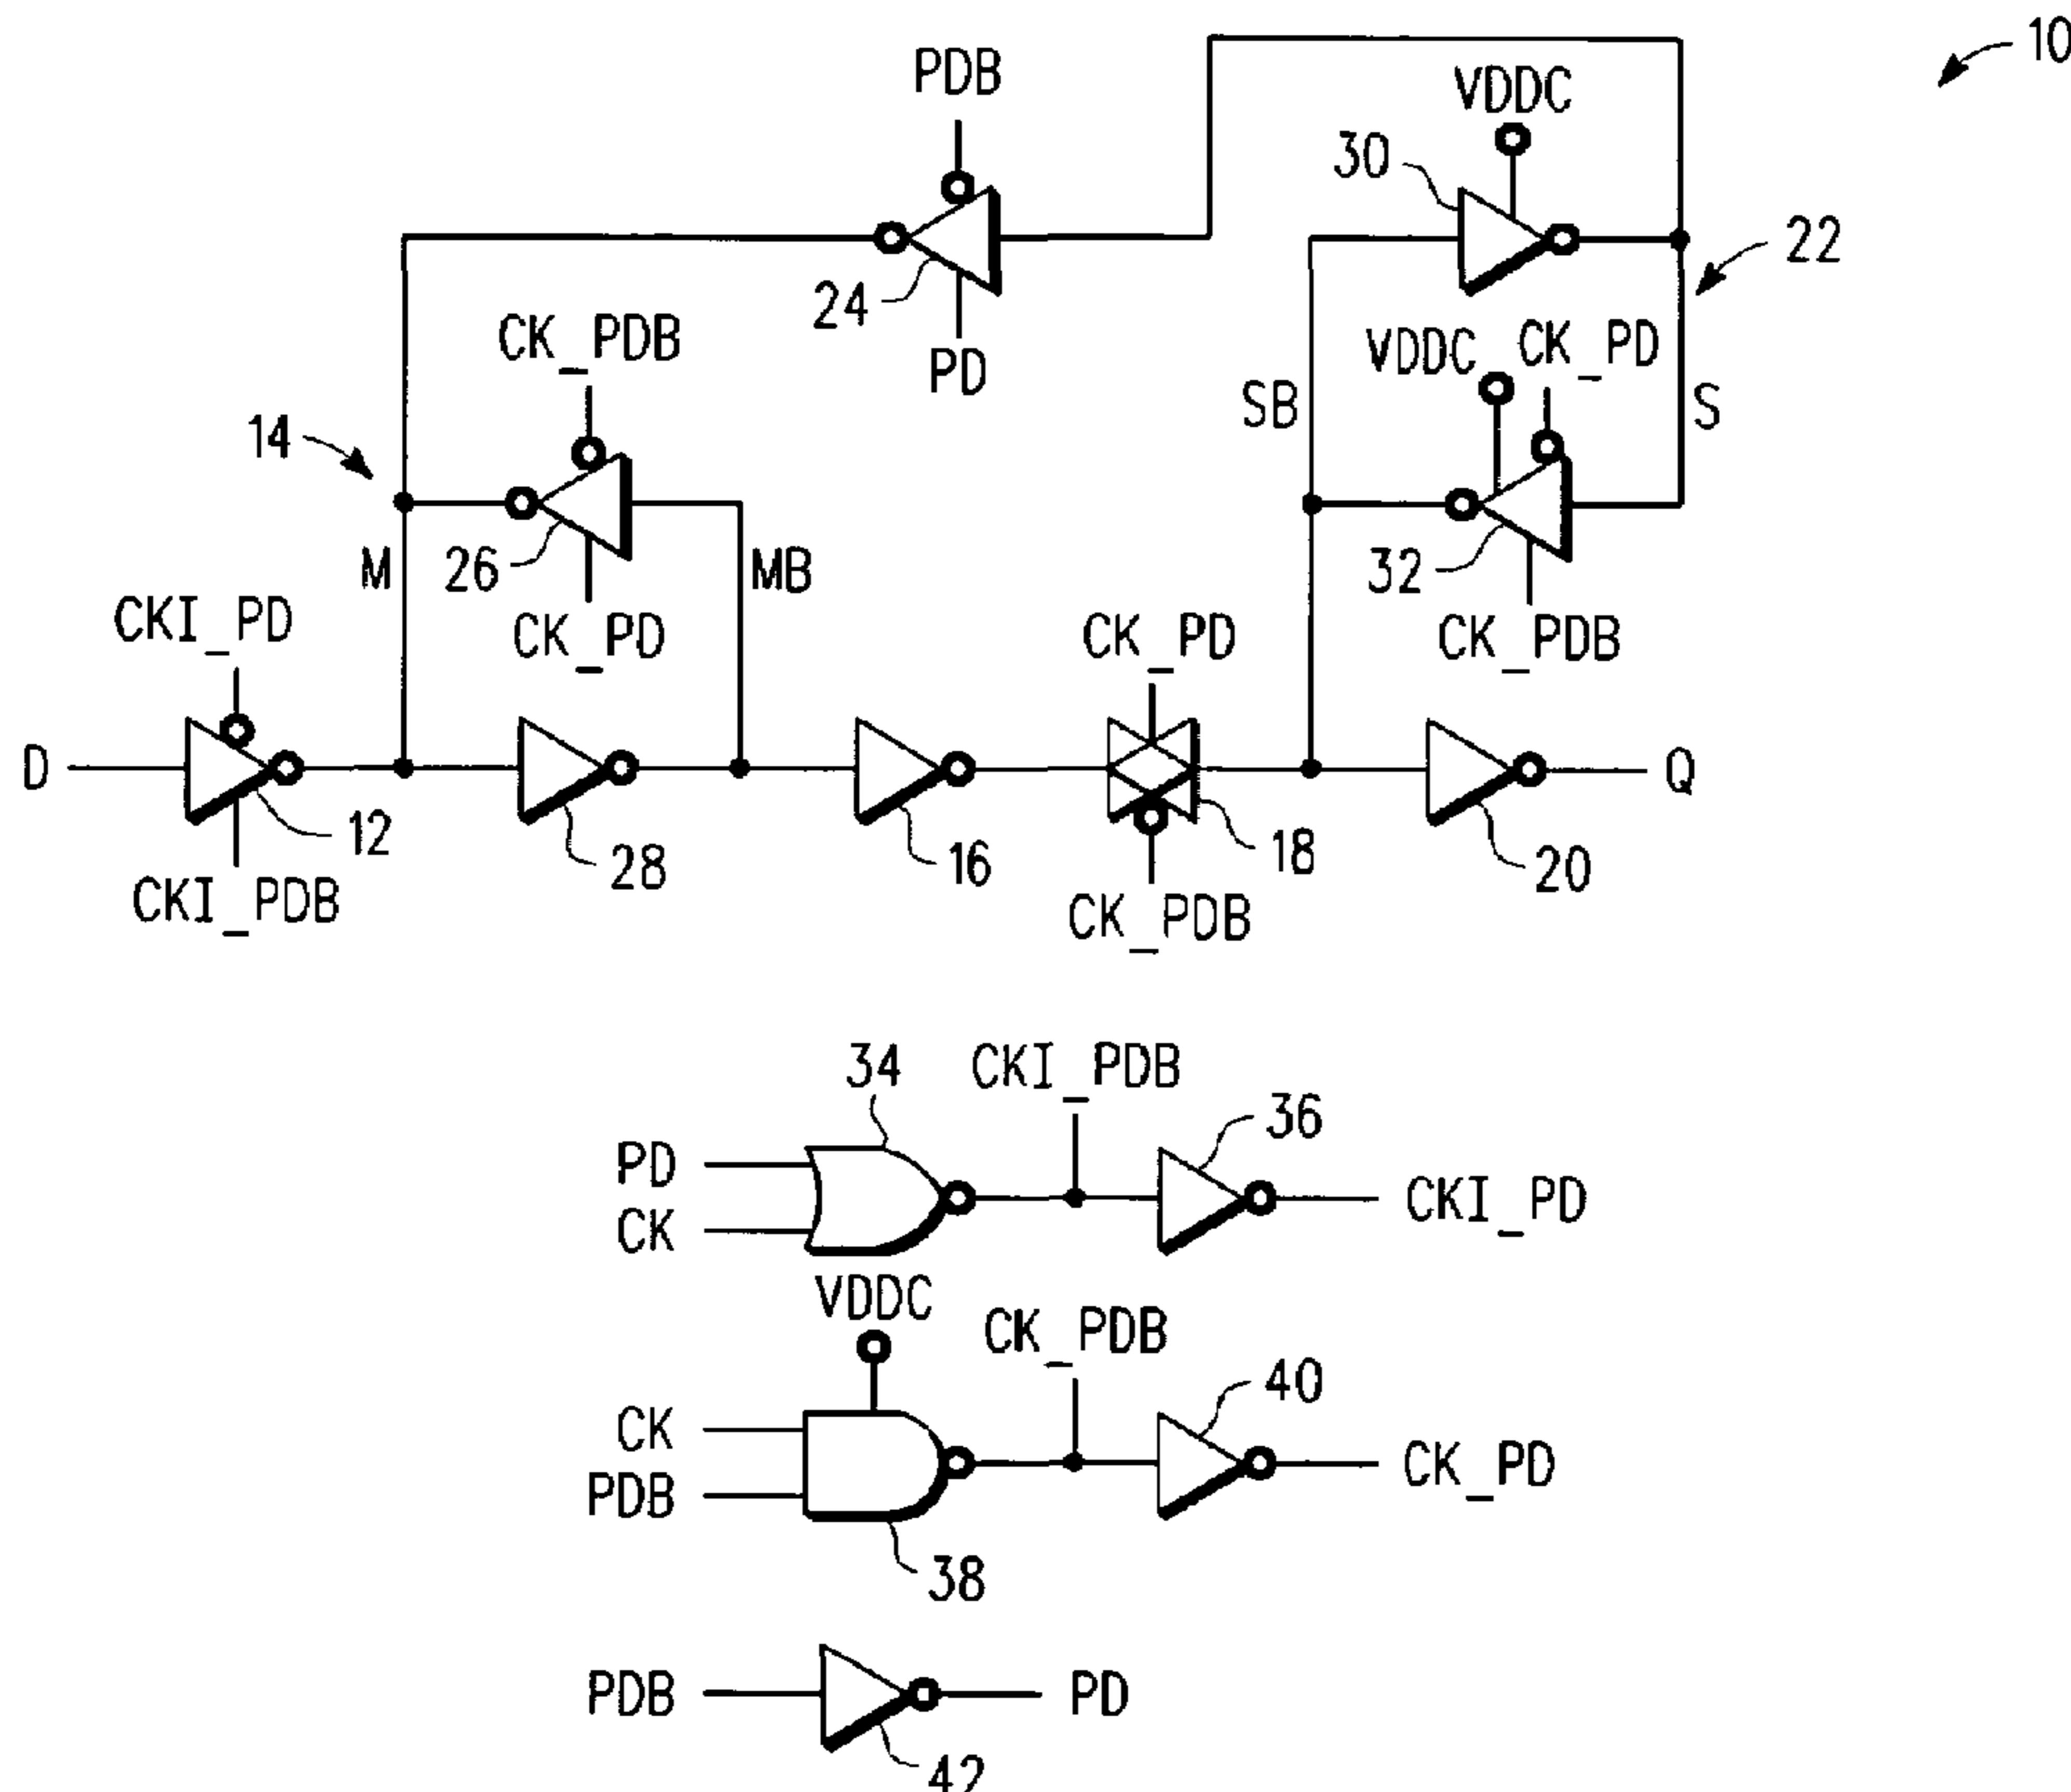 10
PDB
VDDC
30
22
24
PD
CK_PDB
VDDC
CK_PD
SB
S
14
M
26
MB
32
CK_PD
CK_PDB
CKI_PD
CK_PD
D
12
28
16
18
20
Q
CKI_PDB
CK_PDB
34
CKI_PDB
36
PD
CK
CKI_PD
VDDC
CK_PDB
40
CK
PDB
CK_PD
38
PDB
PD
42